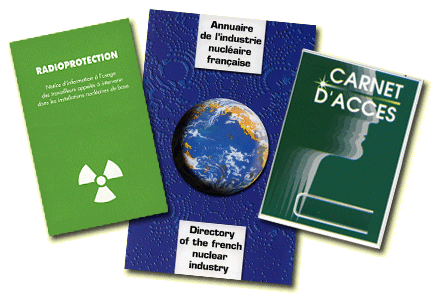 RADIOPROTECTION
Notice d'information à l'usage
des travailleurs appelés à intervenir
dans les installations nucléaires de base
Annuaire
de l'industrie
nucléaire
française
Directory
of the french
nuclear
industry
CARNET
D'ACCES